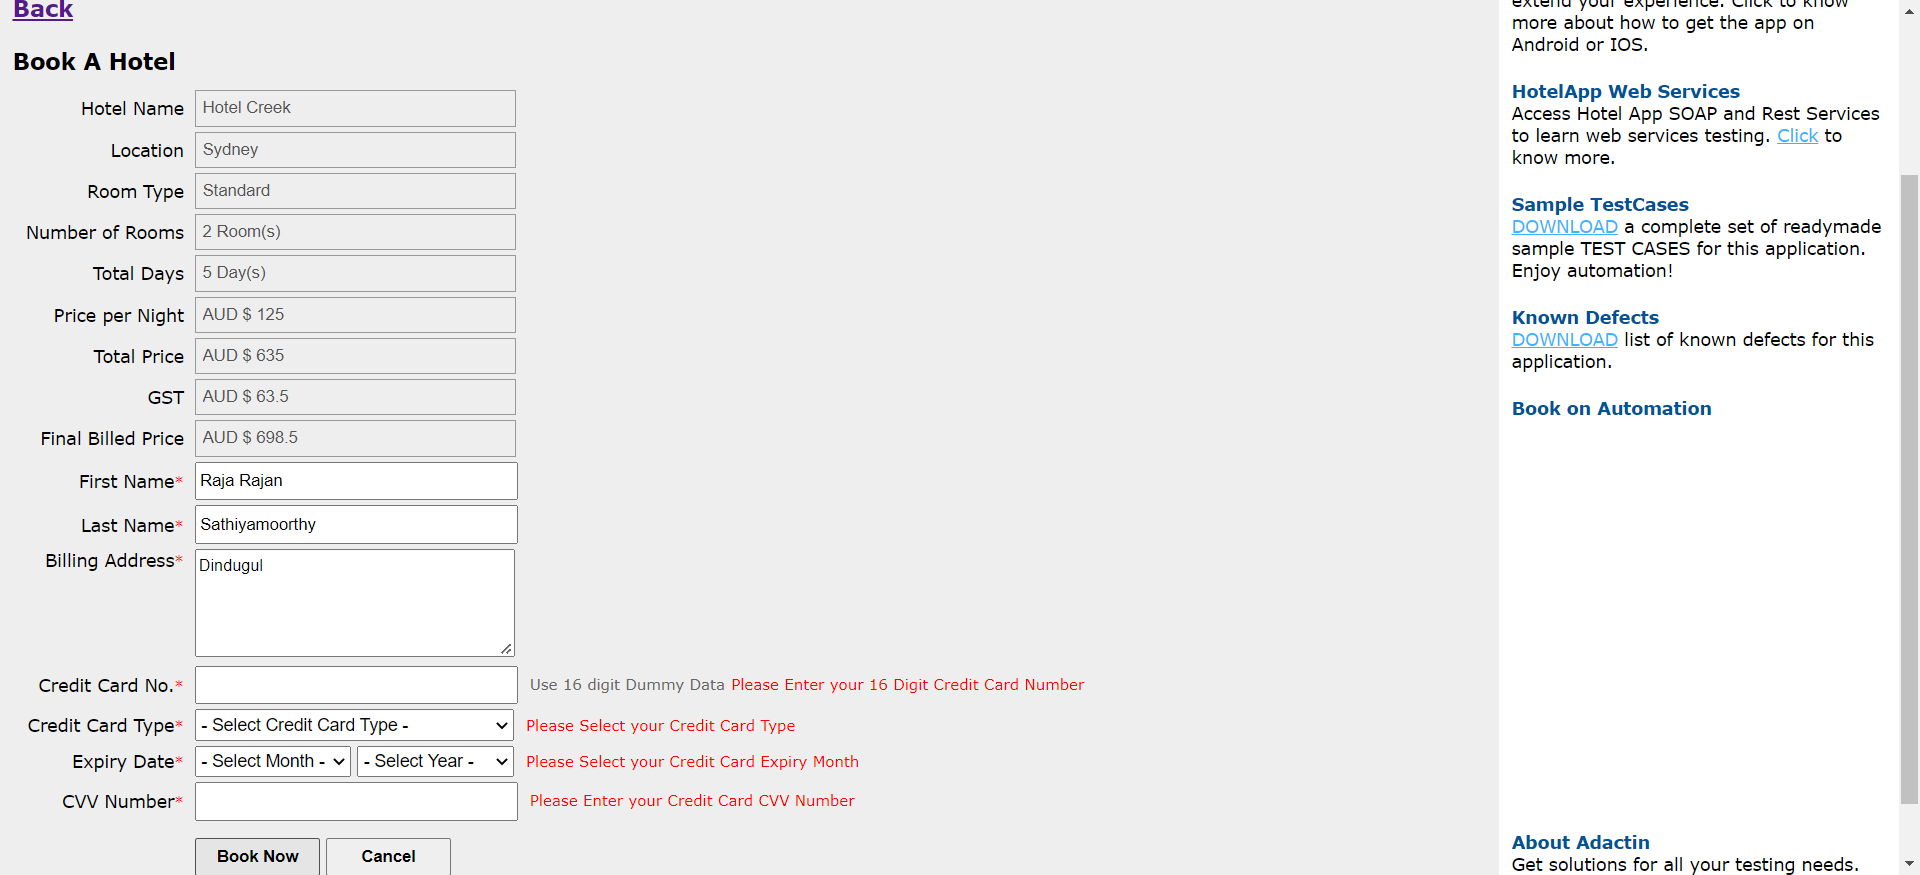 Back
Book A Hotel
Hotel Name Hotel Creek
Location Sydney
Room Type Standard
Number of Rooms 2 Room(s)
Total Days 5 Day(s)
Price per Night AUD $ 125
Total Price AUD $ 635
GST AUD $ 63.5
Final Billed Price AUD $ 698.5
First Name* Raja Rajan
Last Name* Sathiyamoorthy
Billing Address* Dindugul
Credit Card No.* Use 16 digit Dummy Data Please Enter your 16 Digit Credit Card Number
Credit Card Type* - Select Credit Card Type - Please Select your Credit Card Type
Expiry Date* - Select Month - - Select Year - Please Select your Credit Card Expiry Month
CVV Number* Please Enter your Credit Card CVV Number
Book Now Cancel
extend your experience. Click to know
more about how to get the app on
Android or IOS.
HotelApp Web Services
Access Hotel App SOAP and Rest Services
to learn web services testing. Click to
know more.
Sample TestCases
DOWNLOAD a complete set of readymade
sample TEST CASES for this application.
Enjoy automation!
Known Defects
DOWNLOAD list of known defects for this
application.
Book on Automation
About Adactin
Get solutions for all your testing needs.